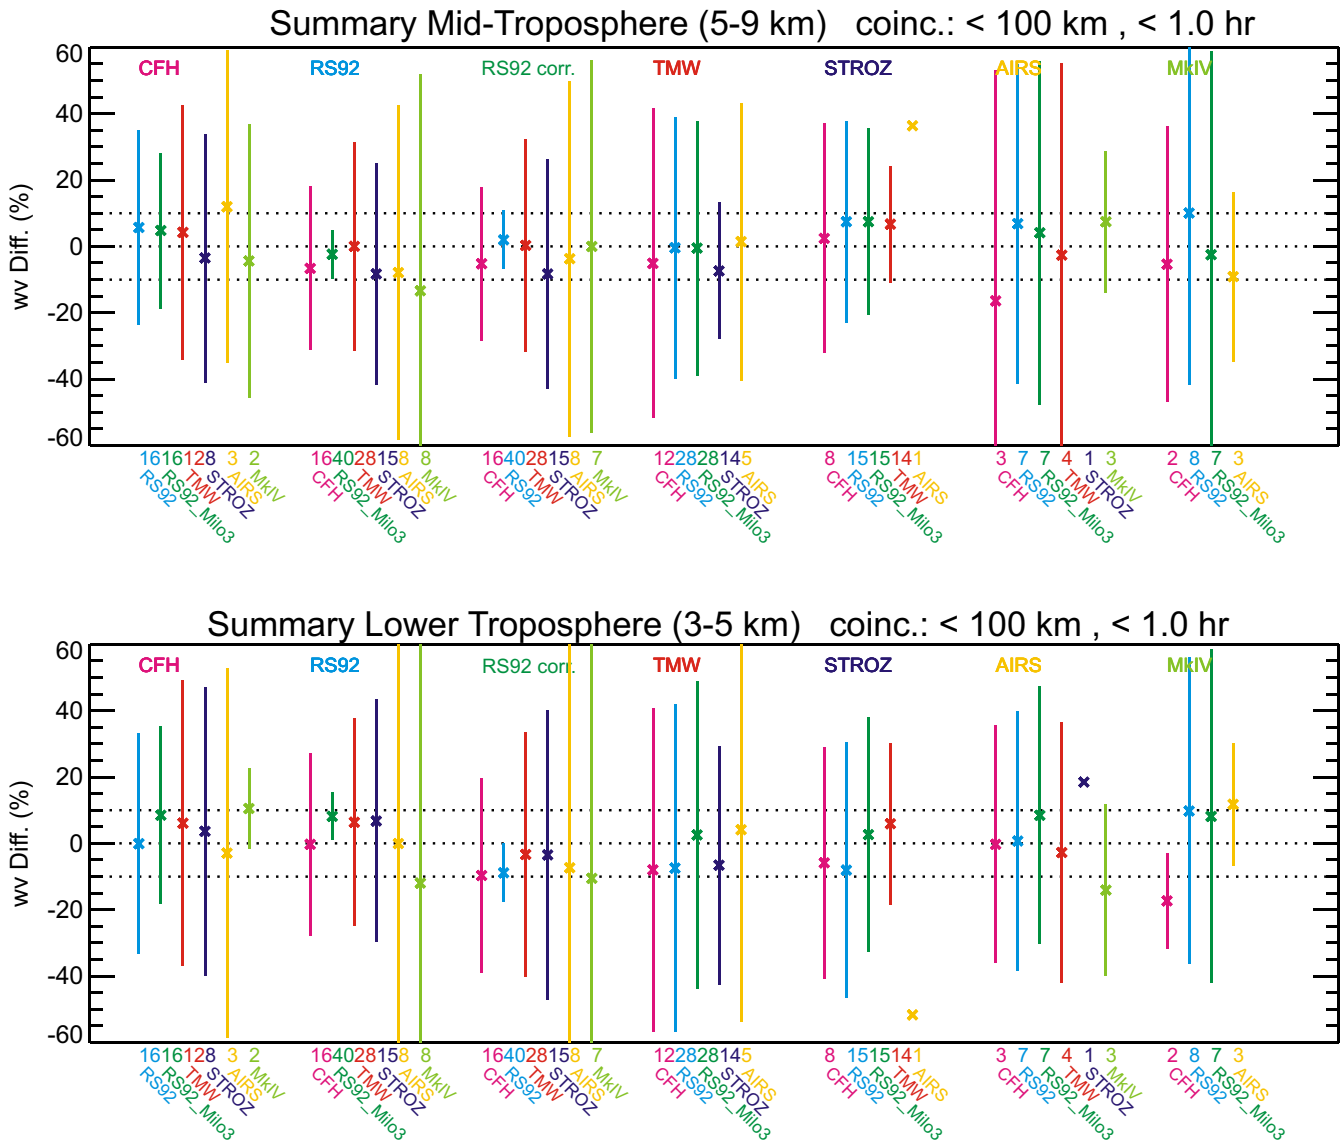 Summary Mid-Troposphere (5-9 km) coinc.: < 100 km , < 1.0 hr
CFH RS92 RS92 corr. TMW STROZ AIRS MkIV
wv Diff. (%)
60
40
20
0
-20
-40
-60
16 16 12 8 3 2 16 40 28 15 8 8 16 40 28 15 8 7 12 28 28 14 5 8 15 15 14 1 3 7 7 4 1 3 2 8 7 3
RS92 RS92_Milo3 TMW STROZ AIRS MkIV
CFH RS92_Milo3 TMW STROZ AIRS MkIV
CFH RS92 TMW STROZ AIRS MkIV
CFH RS92 RS92_Milo3 STROZ AIRS
CFH RS92 RS92_Milo3 TMW AIRS
CFH RS92 RS92_Milo3 TMW STROZ MkIV
CFH RS92 RS92_Milo3 AIRS
Summary Lower Troposphere (3-5 km) coinc.: < 100 km , < 1.0 hr
CFH RS92 RS92 corr. TMW STROZ AIRS MkIV
wv Diff. (%)
60
40
20
0
-20
-40
-60
16 16 12 8 3 2 16 40 28 15 8 8 16 40 28 15 8 7 12 28 28 14 5 8 15 15 14 1 3 7 7 4 1 3 2 8 7 3
RS92 RS92_Milo3 TMW STROZ AIRS MkIV
CFH RS92_Milo3 TMW STROZ AIRS MkIV
CFH RS92 TMW STROZ AIRS MkIV
CFH RS92 RS92_Milo3 STROZ AIRS
CFH RS92 RS92_Milo3 TMW AIRS
CFH RS92 RS92_Milo3 TMW STROZ MkIV
CFH RS92 RS92_Milo3 AIRS